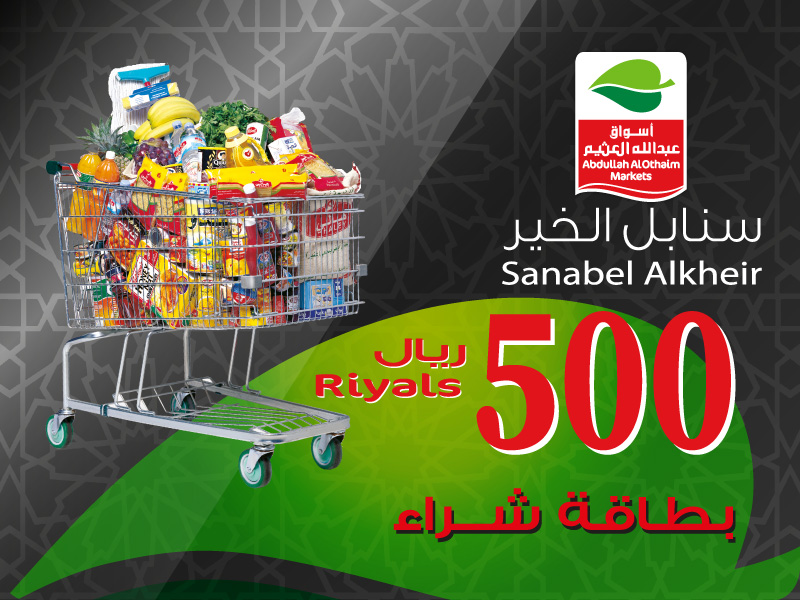 أسواق
عبدالله العثيم
Abdullah AlOthaim
Markets
سنابل الخير
Sanabel Alkheir
500 ريال
Riyals
بطاقة شراء